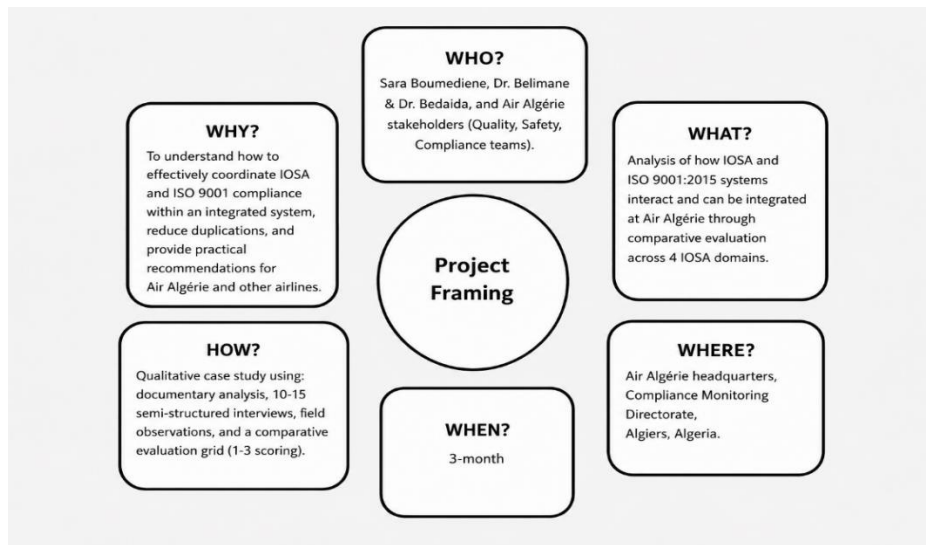 WHO?
Sara Boumediene, Dr. Belimane
& Dr. Bedaida, and Air Algérie
stakeholders (Quality, Safety,
Compliance teams).
WHY?
To understand how to
effectively coordinate IOSA
and ISO 9001 compliance
within an integrated system,
reduce duplications, and
provide practical
recommendations for
Air Algérie and other airlines.
WHAT?
Analysis of how IOSA and
ISO 9001:2015 systems
interact and can be integrated
at Air Algérie through
comparative evaluation
across 4 IOSA domains.
Project
Framing
HOW?
Qualitative case study using:
documentary analysis, 10-15
semi-structured interviews, field
observations, and a comparative
evaluation grid (1-3 scoring).
WHEN?
3-month
WHERE?
Air Algérie headquarters,
Compliance Monitoring
Directorate,
Algiers, Algeria.